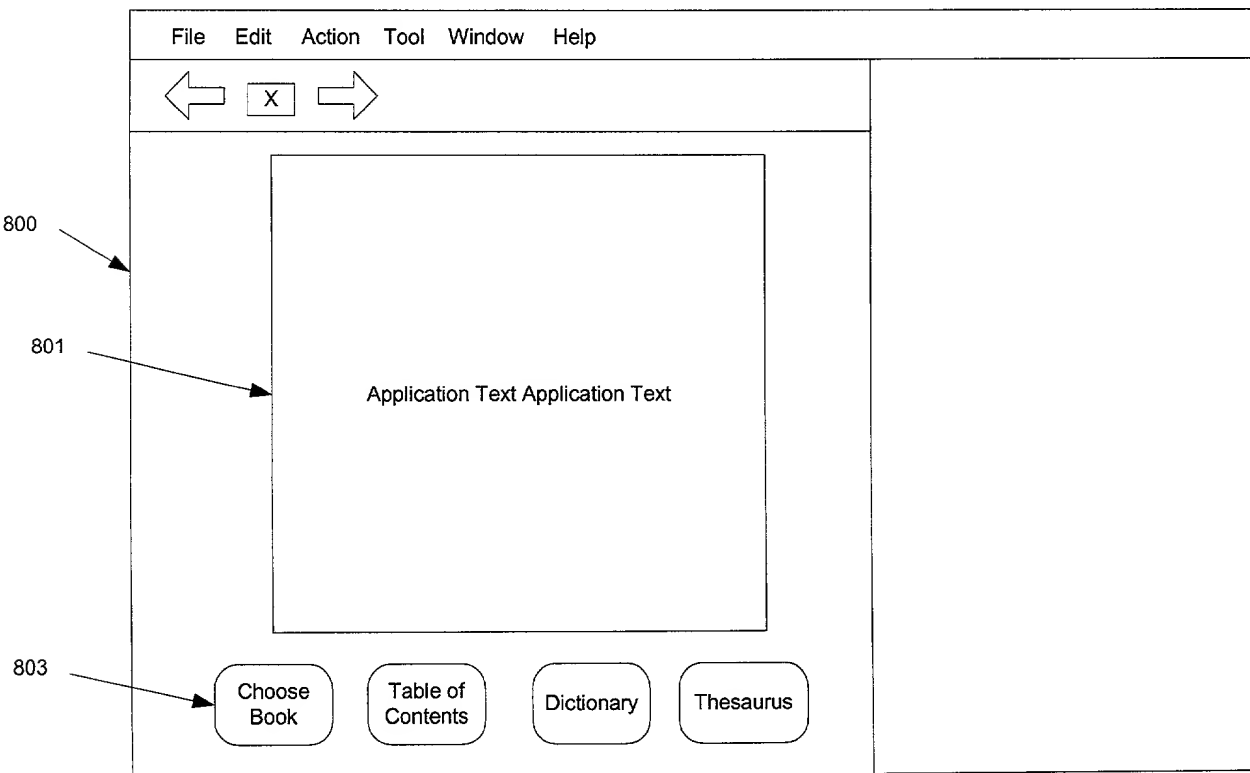 File Edit Action Tool Window Help
X
800
801
Application Text Application Text
803
Choose
Book
Table of
Contents
Dictionary
Thesaurus